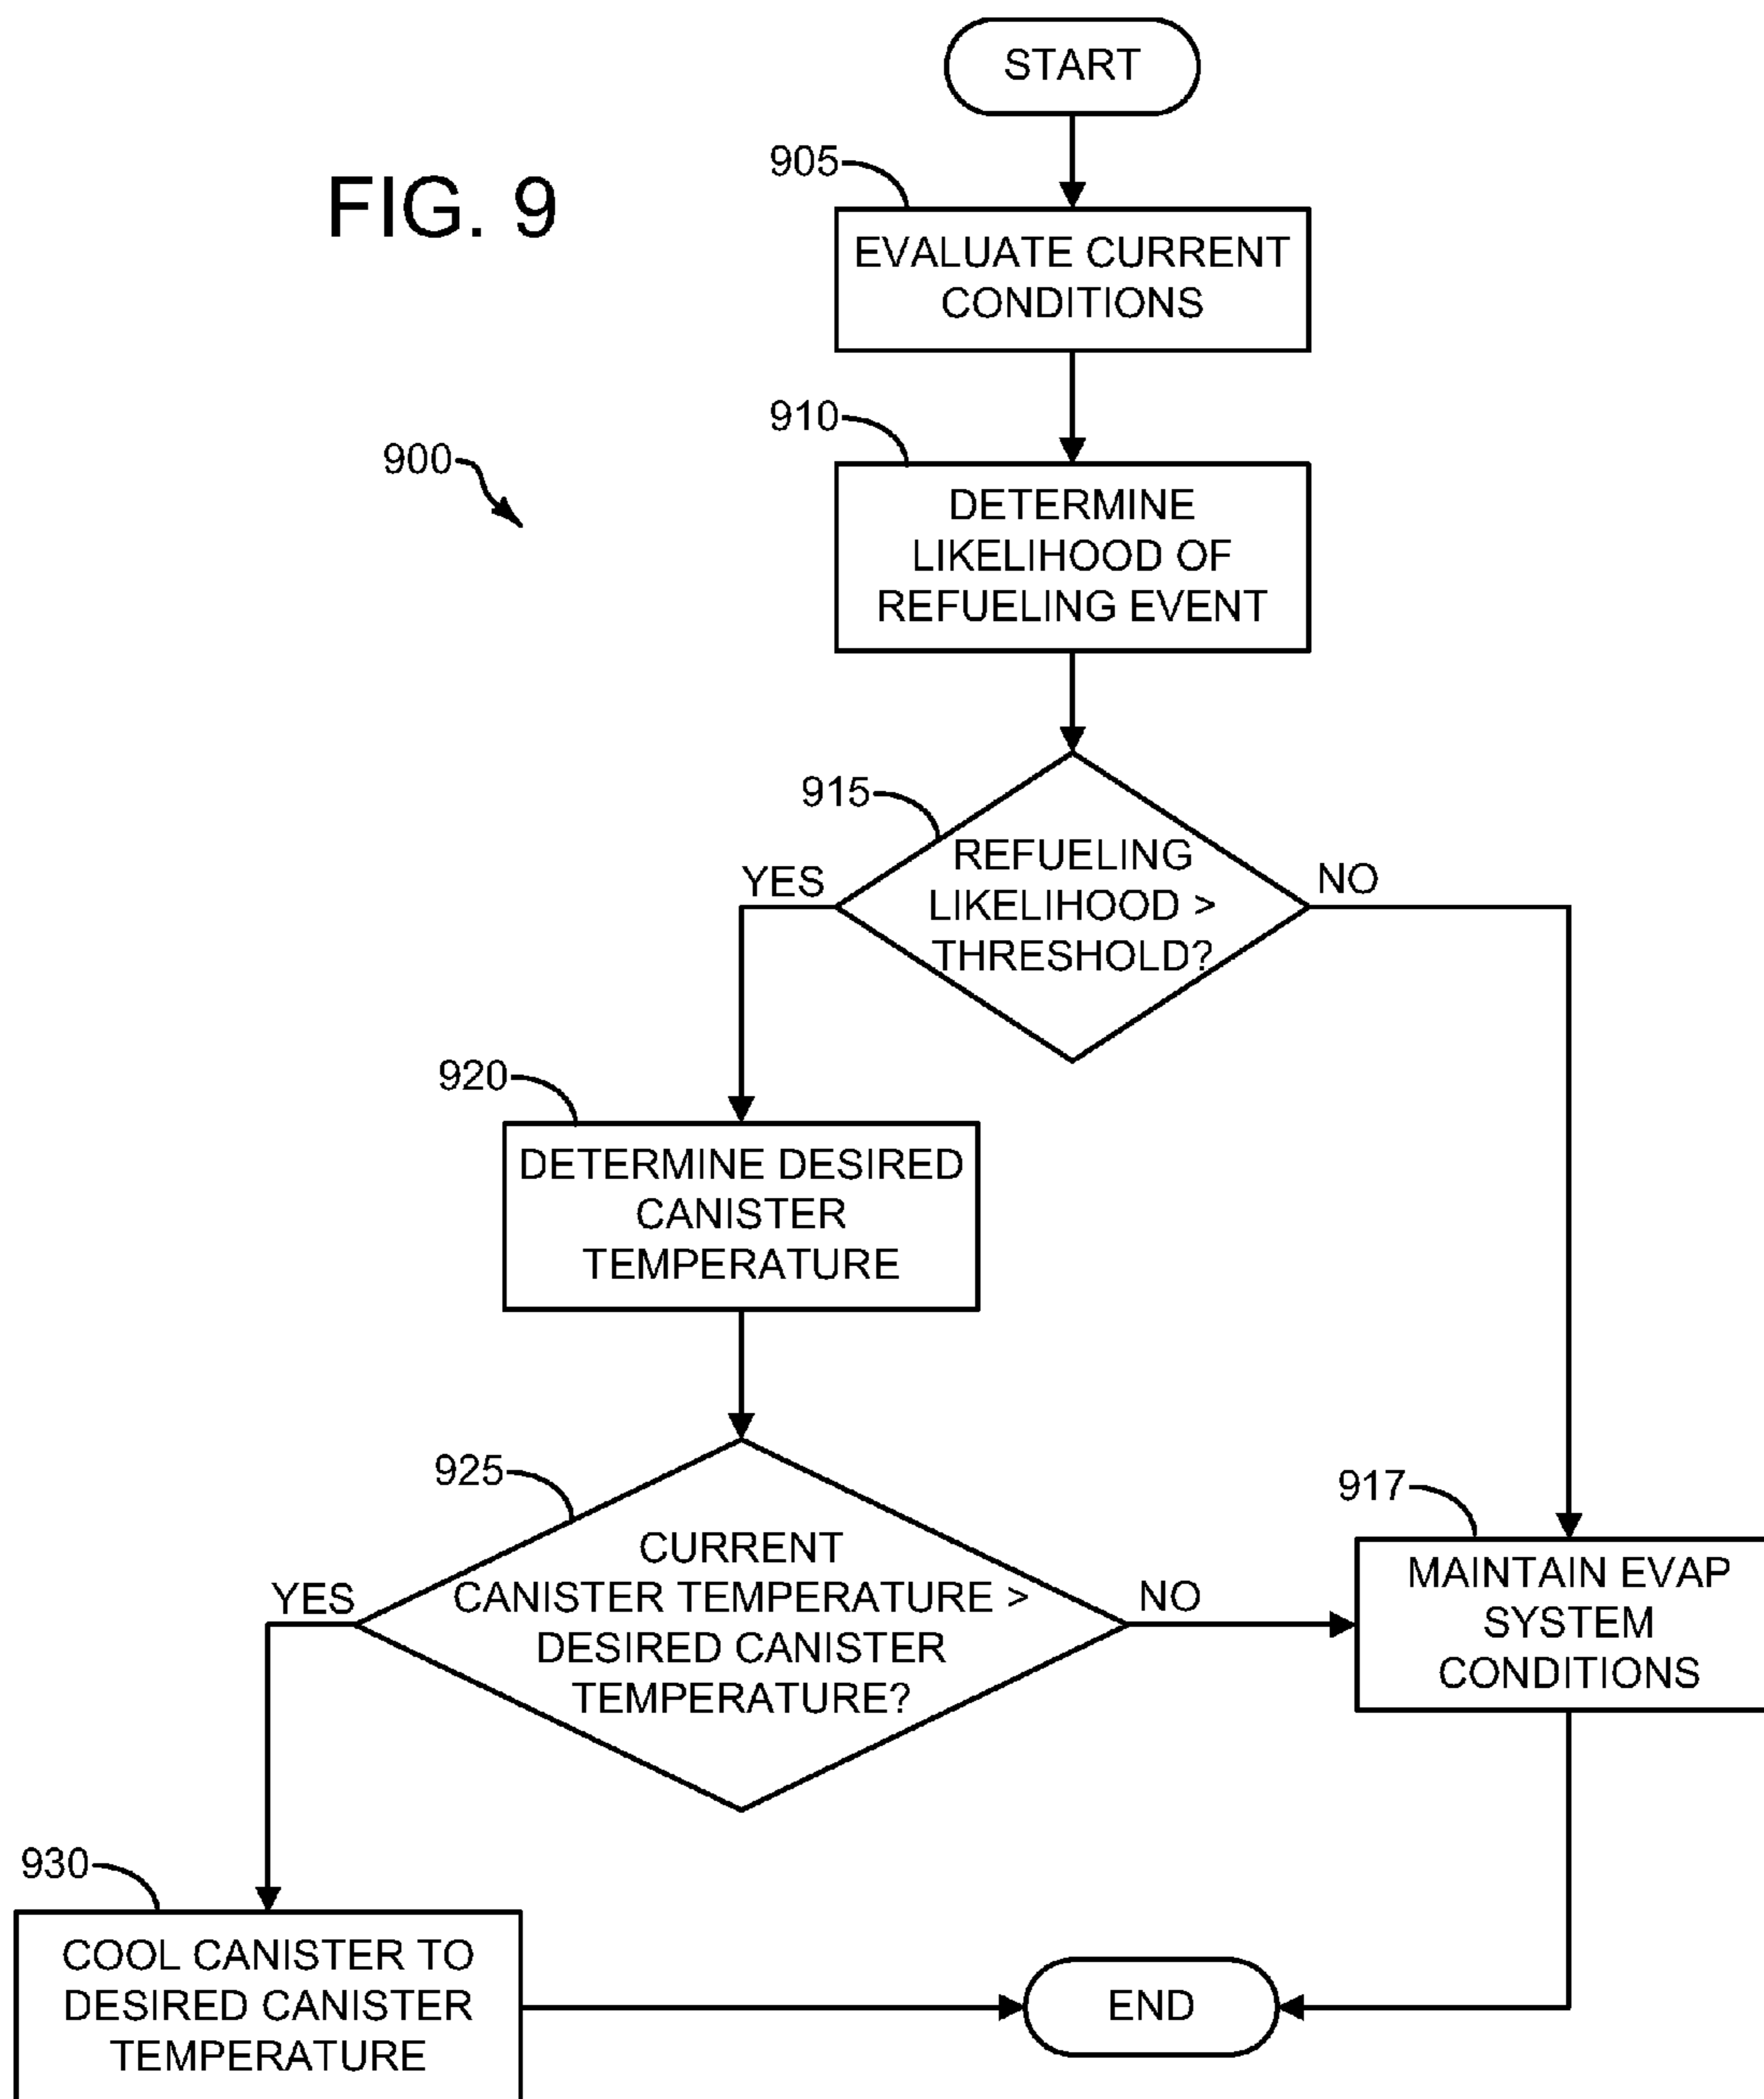 START
FIG. 9
905
EVALUATE CURRENT
CONDITIONS
910
900
DETERMINE
LIKELIHOOD OF
REFUELING EVENT
915
REFUELING
LIKELIHOOD >
THRESHOLD?
YES
NO
920
DETERMINE DESIRED
CANISTER
TEMPERATURE
925
CURRENT
CANISTER TEMPERATURE >
DESIRED CANISTER
TEMPERATURE?
YES
NO
917
MAINTAIN EVAP
SYSTEM
CONDITIONS
930
COOL CANISTER TO
DESIRED CANISTER
TEMPERATURE
END